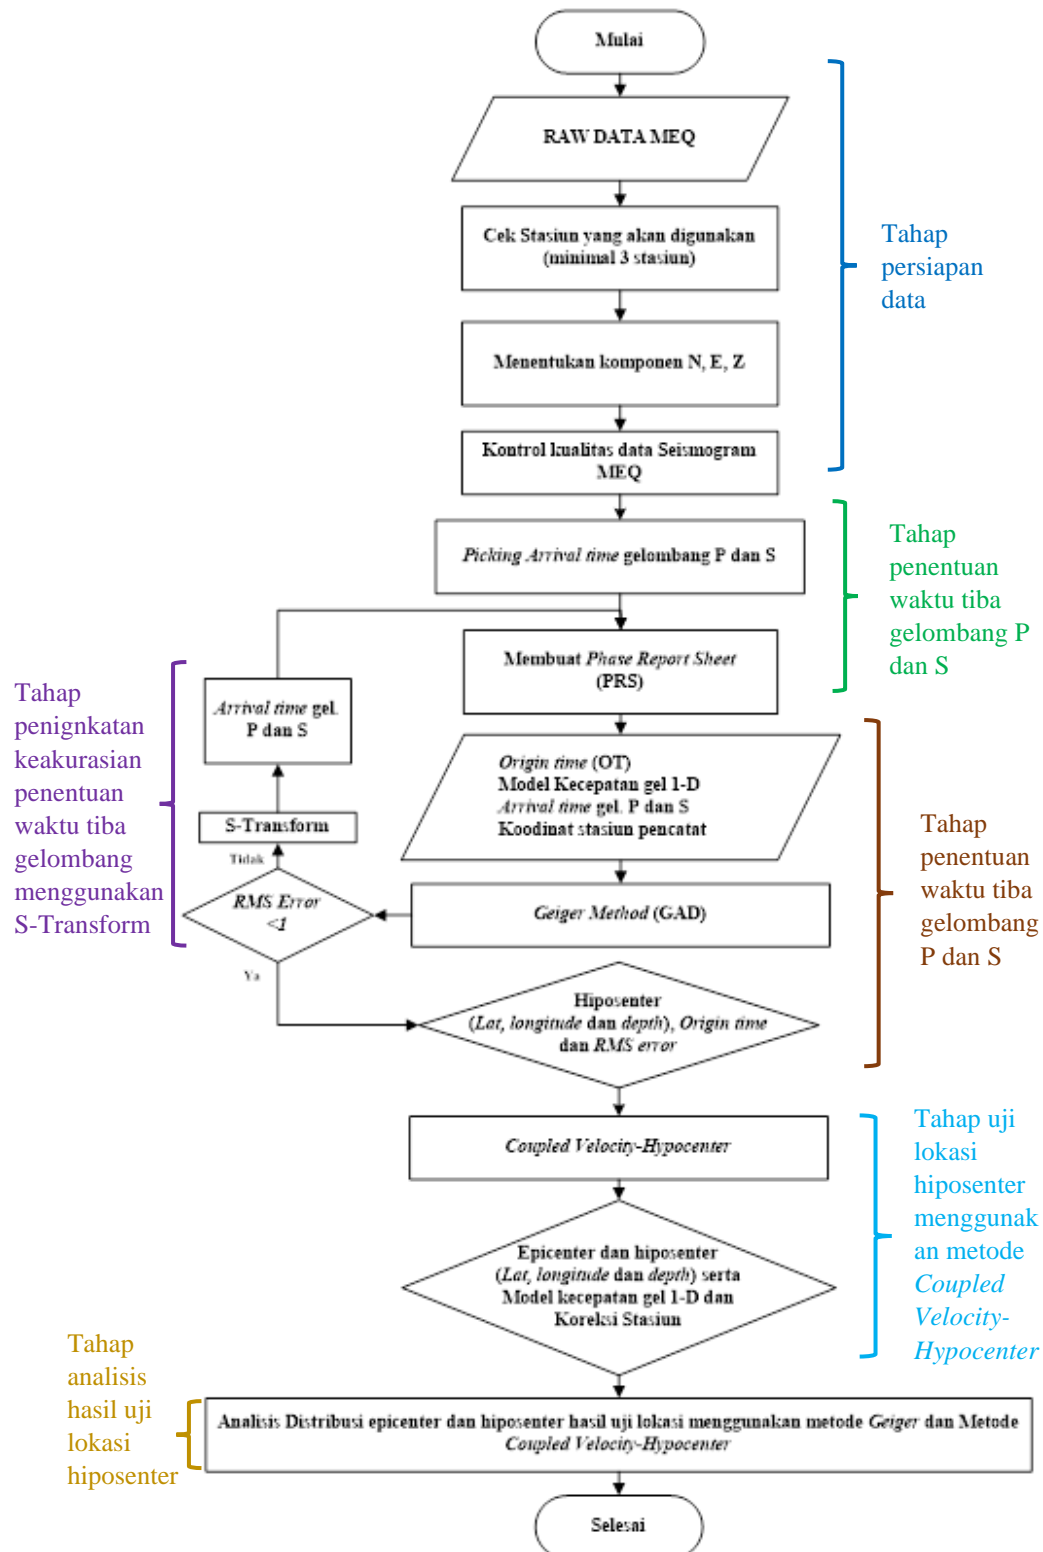 Mulai
RAW DATA MEQ
Cek Stasiun yang akan digunakan
(minimal 3 stasiun)
Menentukan komponen N, E, Z
Kontrol kualitas data Seismogram
MEQ
Tahap
persiapan
data
Picking Arrival time gelombang P dan S
Membuat Phase Report Sheet
(PRS)
Tahap
penentuan
waktu tiba
gelombang P
dan S
Arrival time gel.
P dan S
S-Transform
Tidak
RMS Error
<1
Ya
Tahap
penignkatan
keakurasian
penentuan
waktu tiba
gelombang
menggunakan
S-Transform
Origin time (OT)
Model Kecepatan gel 1-D
Arrival time gel. P dan S
Koodinat stasiun pencatat
Geiger Method (GAD)
Hiposenter
(Lat, longitude dan depth), Origin time
dan RMS error
Tahap
penentuan
waktu tiba
gelombang
P dan S
Coupled Velocity-Hypocenter
Epicenter dan hiposenter
(Lat, longitude dan depth) serta
Model kecepatan gel 1-D dan
Koreksi Stasiun
Tahap uji
lokasi
hiposenter
menggunak
an metode
Coupled
Velocity-
Hypocenter
Tahap
analisis
hasil uji
lokasi
hiposenter
Analisis Distribusi epicenter dan hiposenter hasil uji lokasi menggunakan metode Geiger dan Metode
Coupled Velocity-Hypocenter
Selesai